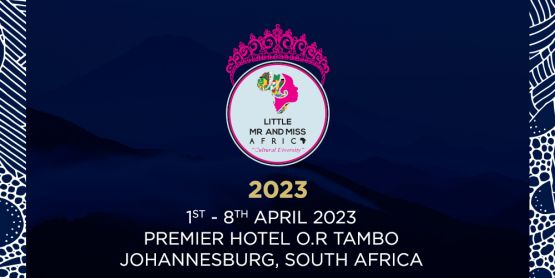 LITTLE
MR AND MISS
AFRICA
"Cultural Diversity"
2023
1ST - 8TH APRIL 2023
PREMIER HOTEL O.R TAMBO
JOHANNESBURG, SOUTH AFRICA